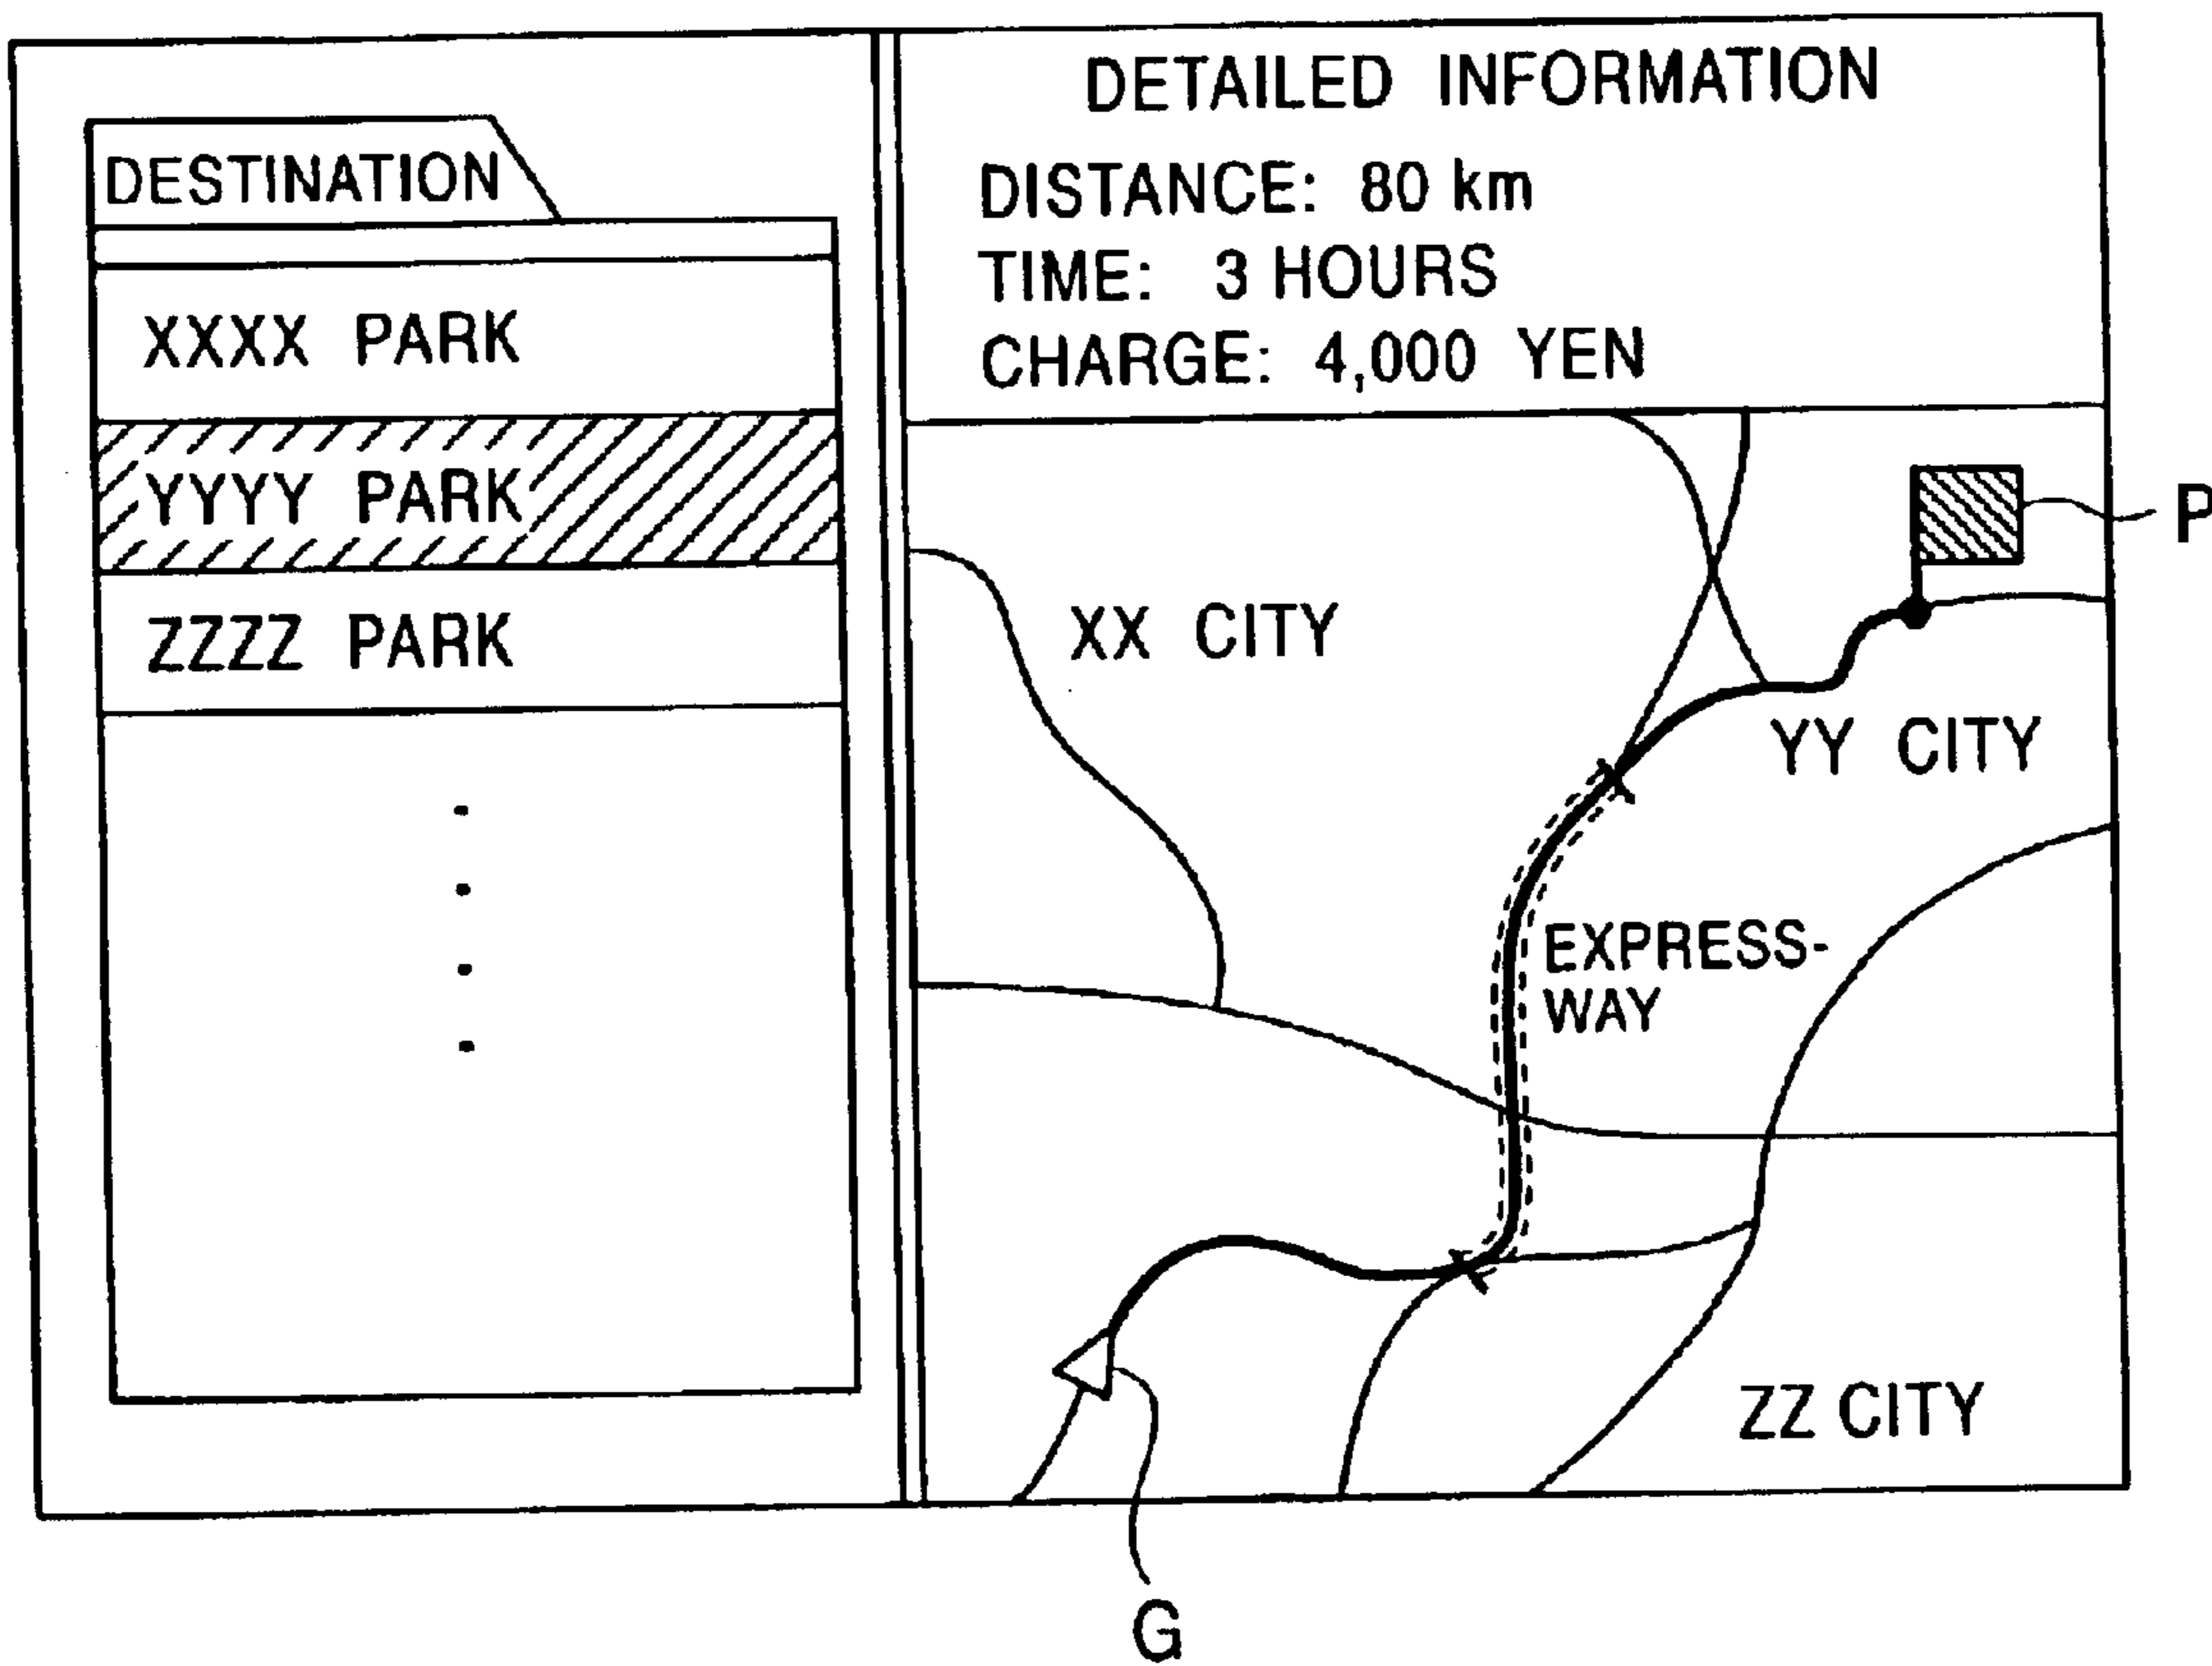 DESTINATION
XXXX PARK
YYYY PARK
ZZZZ PARK
DETAILED INFORMATION
DISTANCE: 80 km
TIME: 3 HOURS
CHARGE: 4,000 YEN
P
XX CITY
YY CITY
EXPRESS-
WAY
ZZ CITY
G